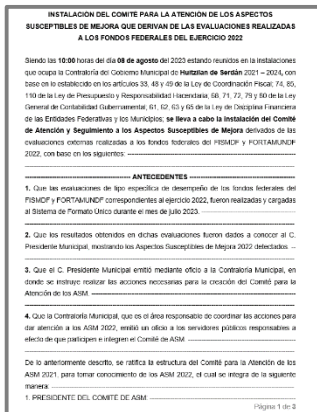 INSTALACIÓN DEL COMITÉ PARA LA ATENCIÓN DE LOS ASPECTOS
SUSCEPTIBLES DE MEJORA QUE DERIVAN DE LAS EVALUACIONES REALIZADAS
A LOS FONDOS FEDERALES DEL EJERCICIO 2022
Siendo las 10:00 horas del día 08 de agosto del 2023 estando reunidos en la instalaciones
que ocupa la Contraloría del Gobierno Municipal de Huitzilan de Serdán 2021 – 2024, con
base en lo establecido en los artículos 33, 48 y 49 de la Ley de Coordinación Fiscal; 74, 85,
110 de la Ley de Presupuesto y Responsabilidad Hacendaria, 58, 71, 72, 79 y 80 de la Ley
General de Contabilidad Gubernamental; 61, 62, 63 y 65 de la Ley de Disciplina Financiera
de las Entidades Federativas y los Municipios; se lleva a cabo la instalación del Comité
de Atención y Seguimiento a los Aspectos Susceptibles de Mejora derivados de las
evaluaciones externas realizadas a los fondos federales del FISMDF y FORTAMUNDF
2022, con base en los siguientes:
ANTECEDENTES
1. Que las evaluaciones de tipo específica de desempeño de los fondos federales del
FISMDF y FORTAMUNDF correspondientes al ejercicio 2022, fueron realizadas y cargadas
al Sistema de Formato Único durante el mes de julio 2023.
2. Que los resultados obtenidos en dichas evaluaciones fueron dados a conocer al C.
Presidente Municipal, mostrando los Aspectos Susceptibles de Mejora 2022 detectados. --
3. Que el C. Presidente Municipal emitió mediante oficio a la Contraloría Municipal, en
donde se instruye realizar las acciones necesarias para la creación del Comité para la
Atención de los ASM.
4. Que la Contraloría Municipal, que es el área responsable de coordinar las acciones para
dar atención a los ASM 2022, emitió un oficio a los servidores públicos responsables a
efecto de que participen e integren el Comité de ASM.
De lo anteriormente descrito, se ratifica la estructura del Comité para la Atención de los
ASM 2021, para tomar conocimiento de los ASM 2022, el cual se integra de la siguiente
manera:
1. PRESIDENTE DEL COMITÉ DE ASM:
Página 1 de 3